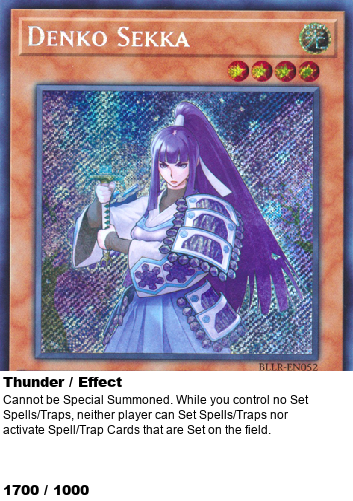 Denko Sekka
BLLR-EN052
Thunder / Effect
Cannot be Special Summoned. While you control no Set
Spells/Traps, neither player can Set Spells/Traps nor
activate Spell/Trap Cards that are Set on the field.
1700 / 1000